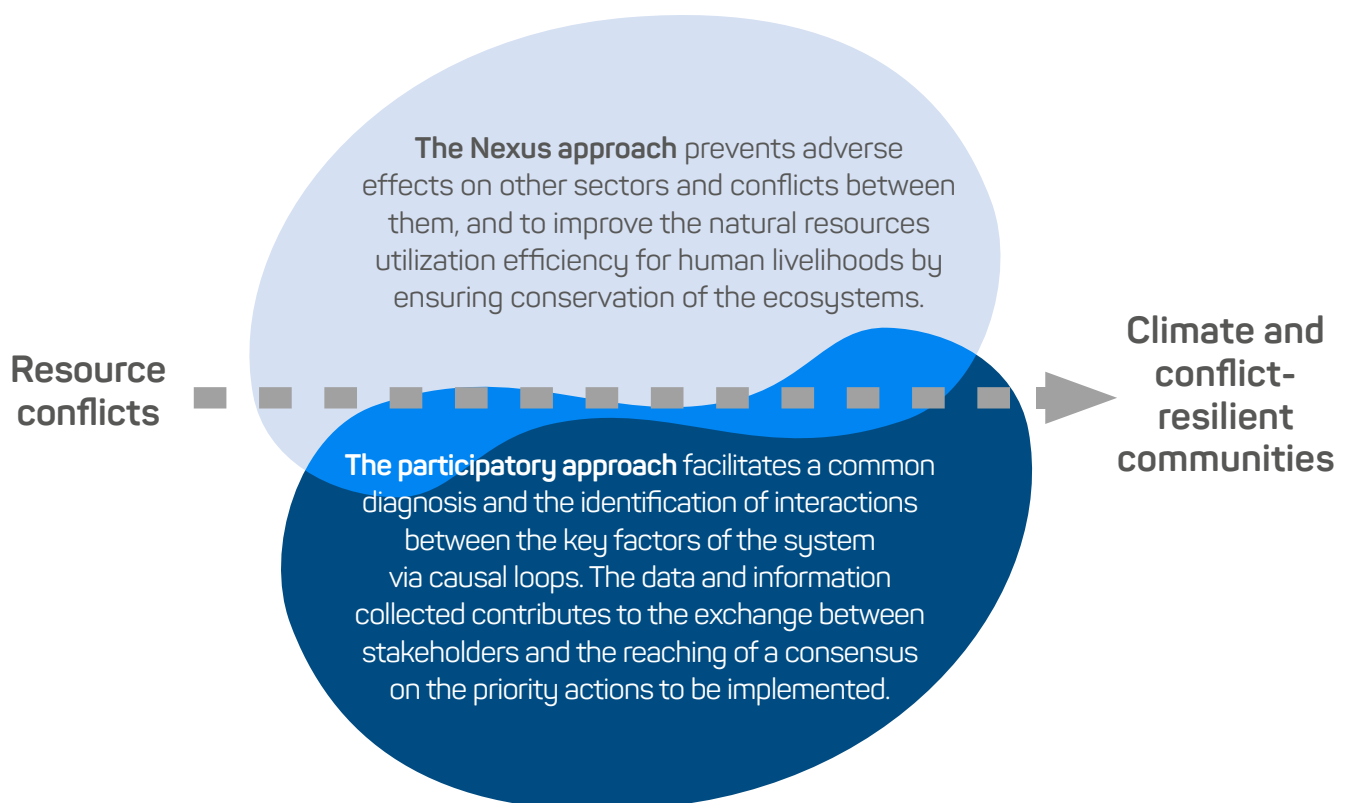 The Nexus approach prevents adverse
effects on other sectors and conflicts between
them, and to improve the natural resources
utilization efficiency for human livelihoods by
ensuring conservation of the ecosystems.
Resource
conflicts
Climate and
conflict-
resilient
communities
The participatory approach facilitates a common
diagnosis and the identification of interactions
between the key factors of the system
via causal loops. The data and information
collected contributes to the exchange between
stakeholders and the reaching of a consensus
on the priority actions to be implemented.